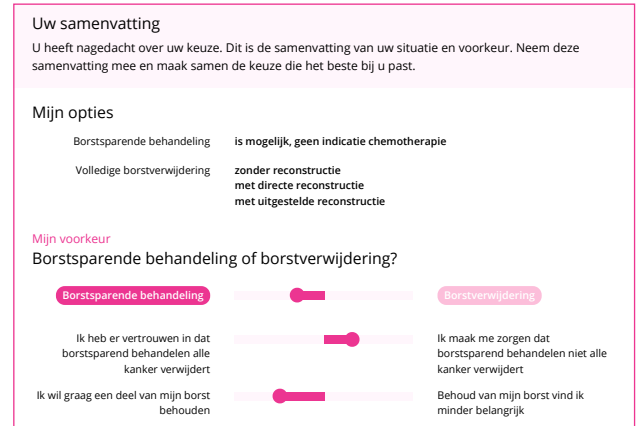 Uw samenvatting
U heeft nagedacht over uw keuze. Dit is de samenvatting van uw situatie en voorkeur. Neem deze
samenvatting mee en maak samen de keuze die het beste bij u past.
Mijn opties
Borstsparende behandeling is mogelijk, geen indicatie chemotherapie
Volledige borstverwijdering zonder reconstructie
met directe reconstructie
met uitgestelde reconstructie
Mijn voorkeur
Borstsparende behandeling of borstverwijdering?
Borstsparende behandeling Borstverwijdering
Ik heb er vertrouwen in dat
borstsparend behandelen alle
kanker verwijdert
Ik maak me zorgen dat
borstsparend behandelen niet alle
kanker verwijdert
Ik wil graag een deel van mijn borst
behouden
Behoud van mijn borst vind ik
minder belangrijk